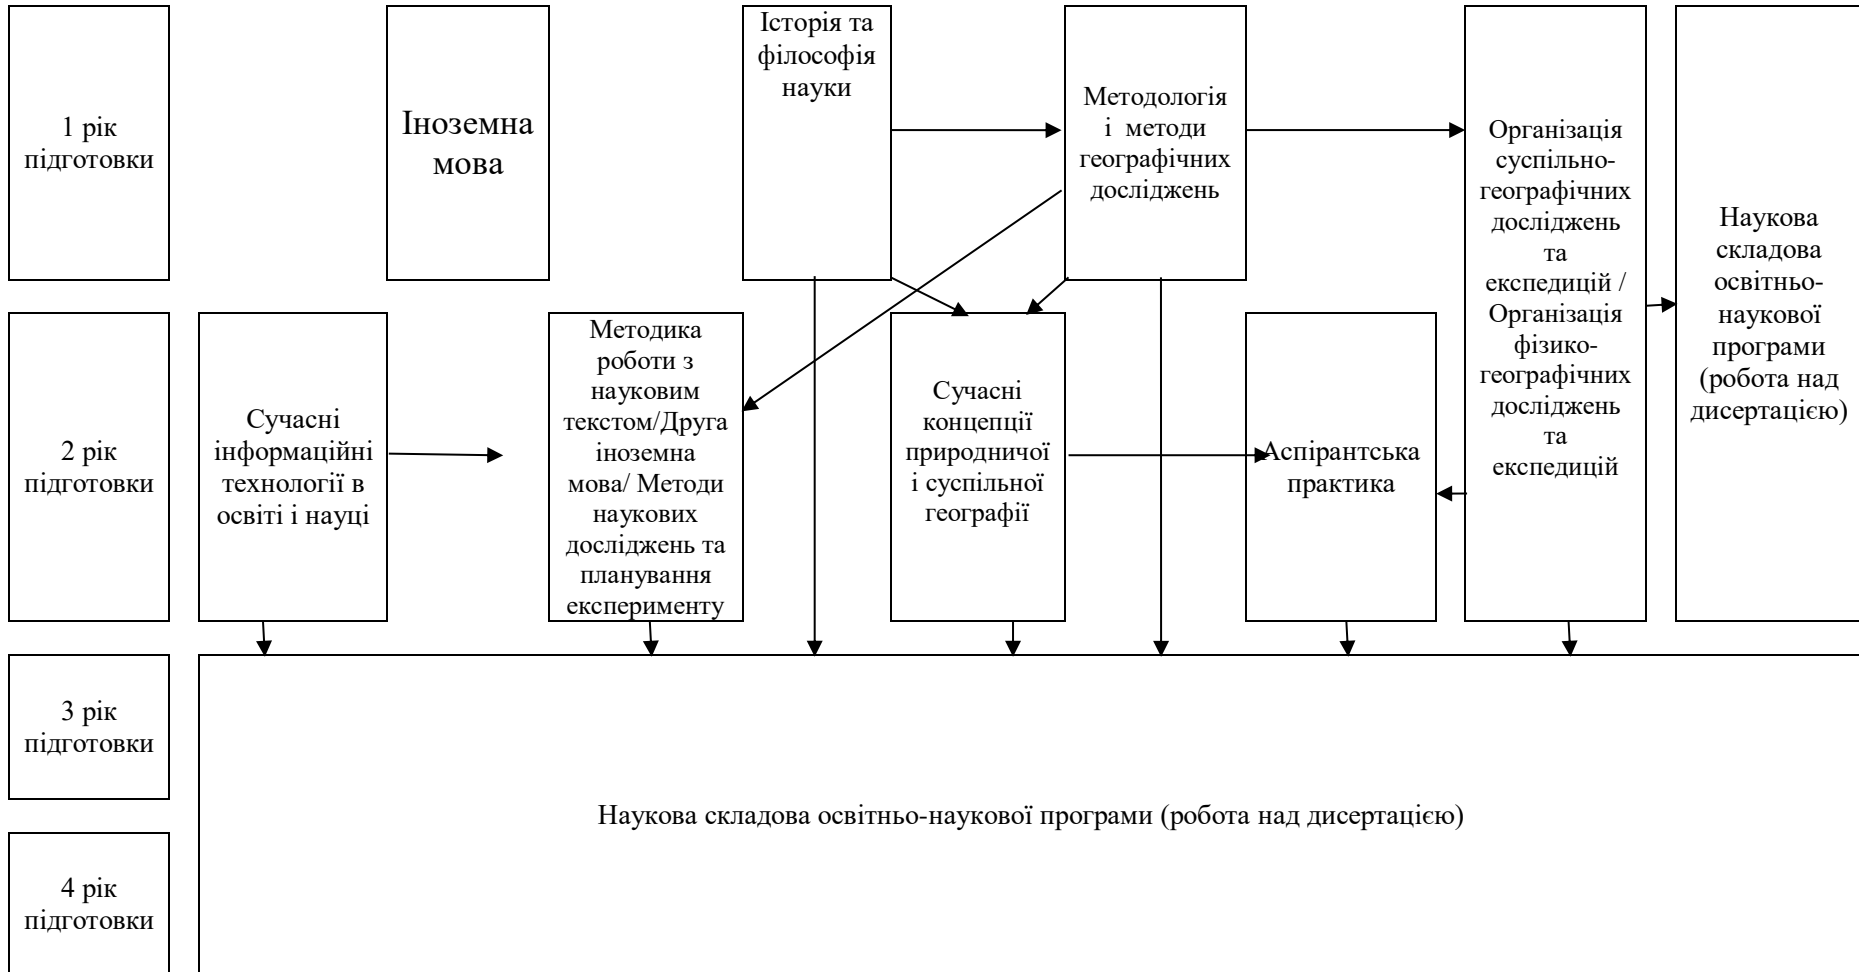 1 рік
підготовки
Іноземна
мова
Історія та
філософія
науки
Методологія
і методи
географічних
досліджень
Організація
суспільно-
географічних
досліджень
та
експедицій /
Організація
фізико-
географічних
досліджень
та
експедицій
Наукова
складова
освітньо-
наукової
програми
(робота над
дисертацією)
2 рік
підготовки
Сучасні
інформаційні
технології в
освіті і науці
Методика
роботи з
науковим
текстом/Друга
іноземна
мова/ Методи
наукових
досліджень та
планування
експерименту
Сучасні
концепції
природничої
і суспільної
географії
Аспірантська
практика
3 рік
підготовки
Наукова складова освітньо-наукової програми (робота над дисертацією)
4 рік
підготовки